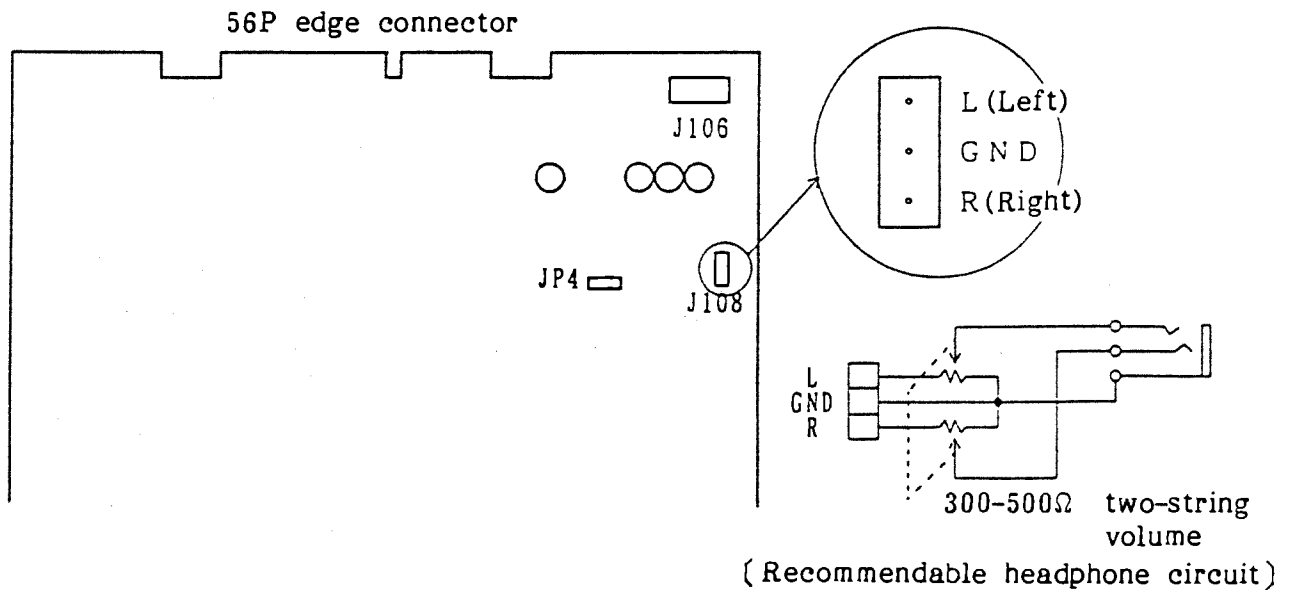 56P edge connector
J106
L (Left)
GND
R (Right)
JP4
J108
L
GND
R
300-500Ω two-string
volume
(Recommendable headphone circuit)